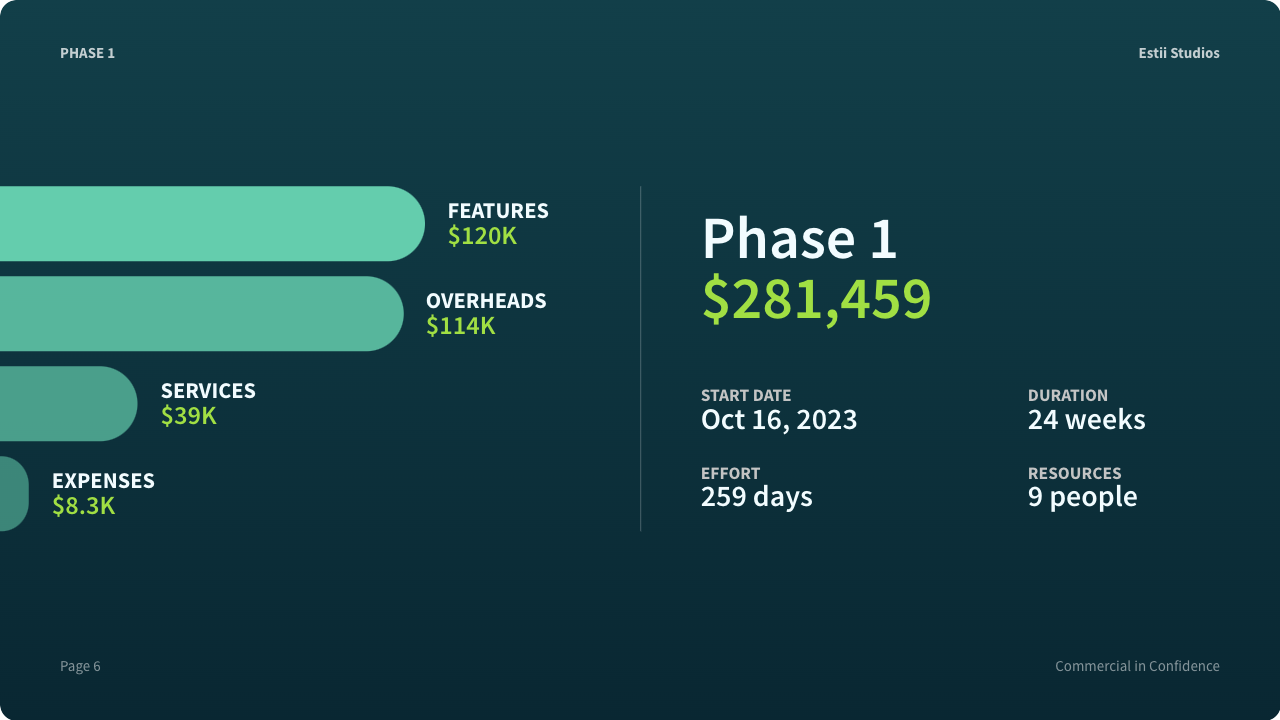 PHASE 1
Estii Studios
FEATURES
$120K
OVERHEADS
$114K
SERVICES
$39K
EXPENSES
$8.3K
Phase 1
$281,459
START DATE
Oct 16, 2023
DURATION
24 weeks
EFFORT
259 days
RESOURCES
9 people
Page 6
Commercial in Confidence